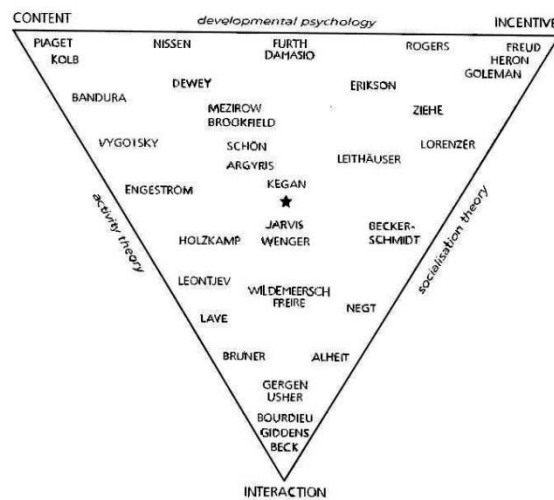 CONTENT
developmental psychology
INCENTIVE
PIAGET
NISSEN
FURTH
ROGERS
FREUD
KOLB
DAMASIO
HERON
GOLEMAN
DEWEY
ERIKSON
BANDURA
MEZIROW
ZIEHE
BROOKFIELD
VYGOTSKY
SCHÖN
LORENZER
ARGYRIS
LEITHÄUSER
ENGESTROM
KEGAN
activity theory
JARVIS
BECKER-
HOLZKAMP
WENGER
SCHMIDT
socialisation theory
LEONTJEV
WILDEMEERSCH
FREIRE
NEGT
LAVE
BRUNER
ALHEIT
GERGEN
USHER
BOURDIEU
GIDDENS
BECK
INTERACTION